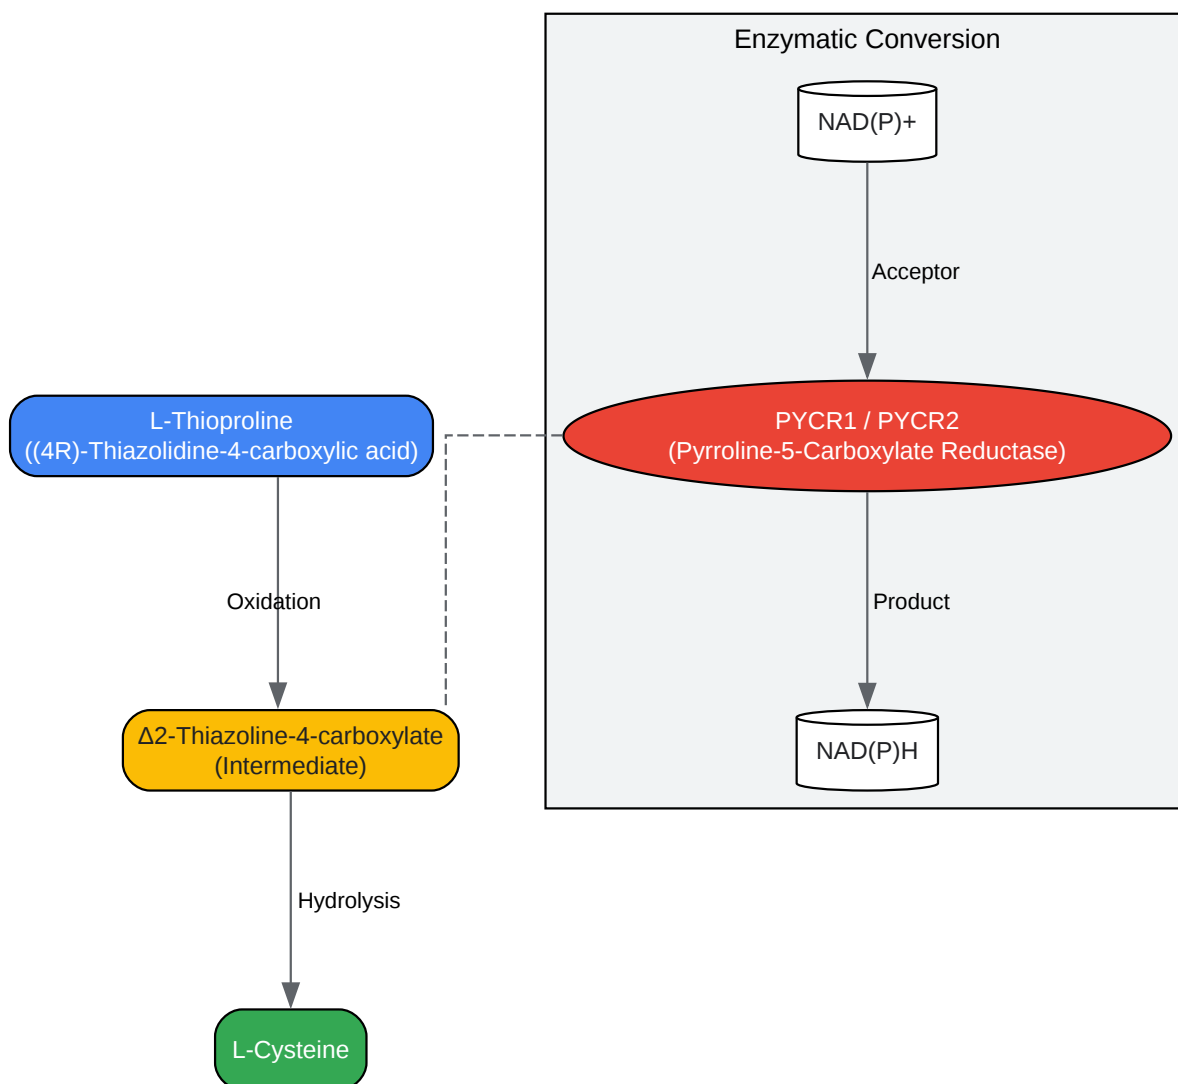 Enzymatic Conversion
NAD(P)+
Acceptor
L-Thioproline
((4R)-Thiazolidine-4-carboxylic acid)
PYCR1 / PYCR2
(Pyrroline-5-Carboxylate Reductase)
Oxidation
Product
Δ2-Thiazoline-4-carboxylate
(Intermediate)
NAD(P)H
Hydrolysis
L-Cysteine